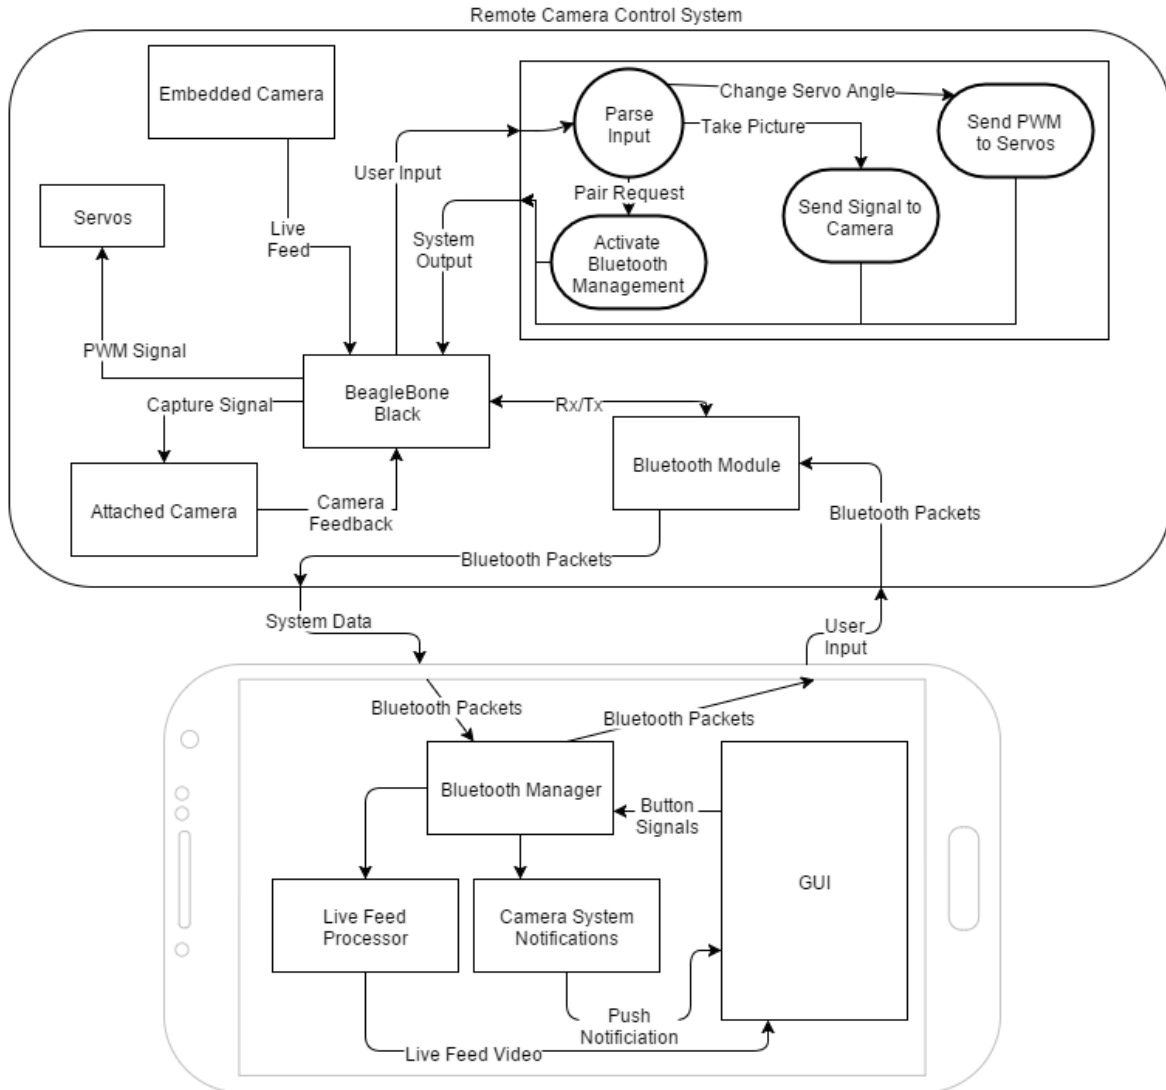 Remote Camera Control System
Embedded Camera
Parse
Input
Change Servo Angle
Send PWM
to Servos
Take Picture
User Input
Pair Request
Servos
Send Signal to
Camera
Live
Feed
System
Output
Activate
Bluetooth
Management
PWM Signal
BeagleBone
Black
Capture Signal
Rx/Tx
Bluetooth Module
Attached Camera
Camera
Feedback
Bluetooth Packets
Bluetooth Packets
System Data
User
Input
Bluetooth Packets
Bluetooth Packets
Bluetooth Manager
Button
Signals
GUI
Live Feed
Processor
Camera System
Notifications
Push
Notificiation
Live Feed Video